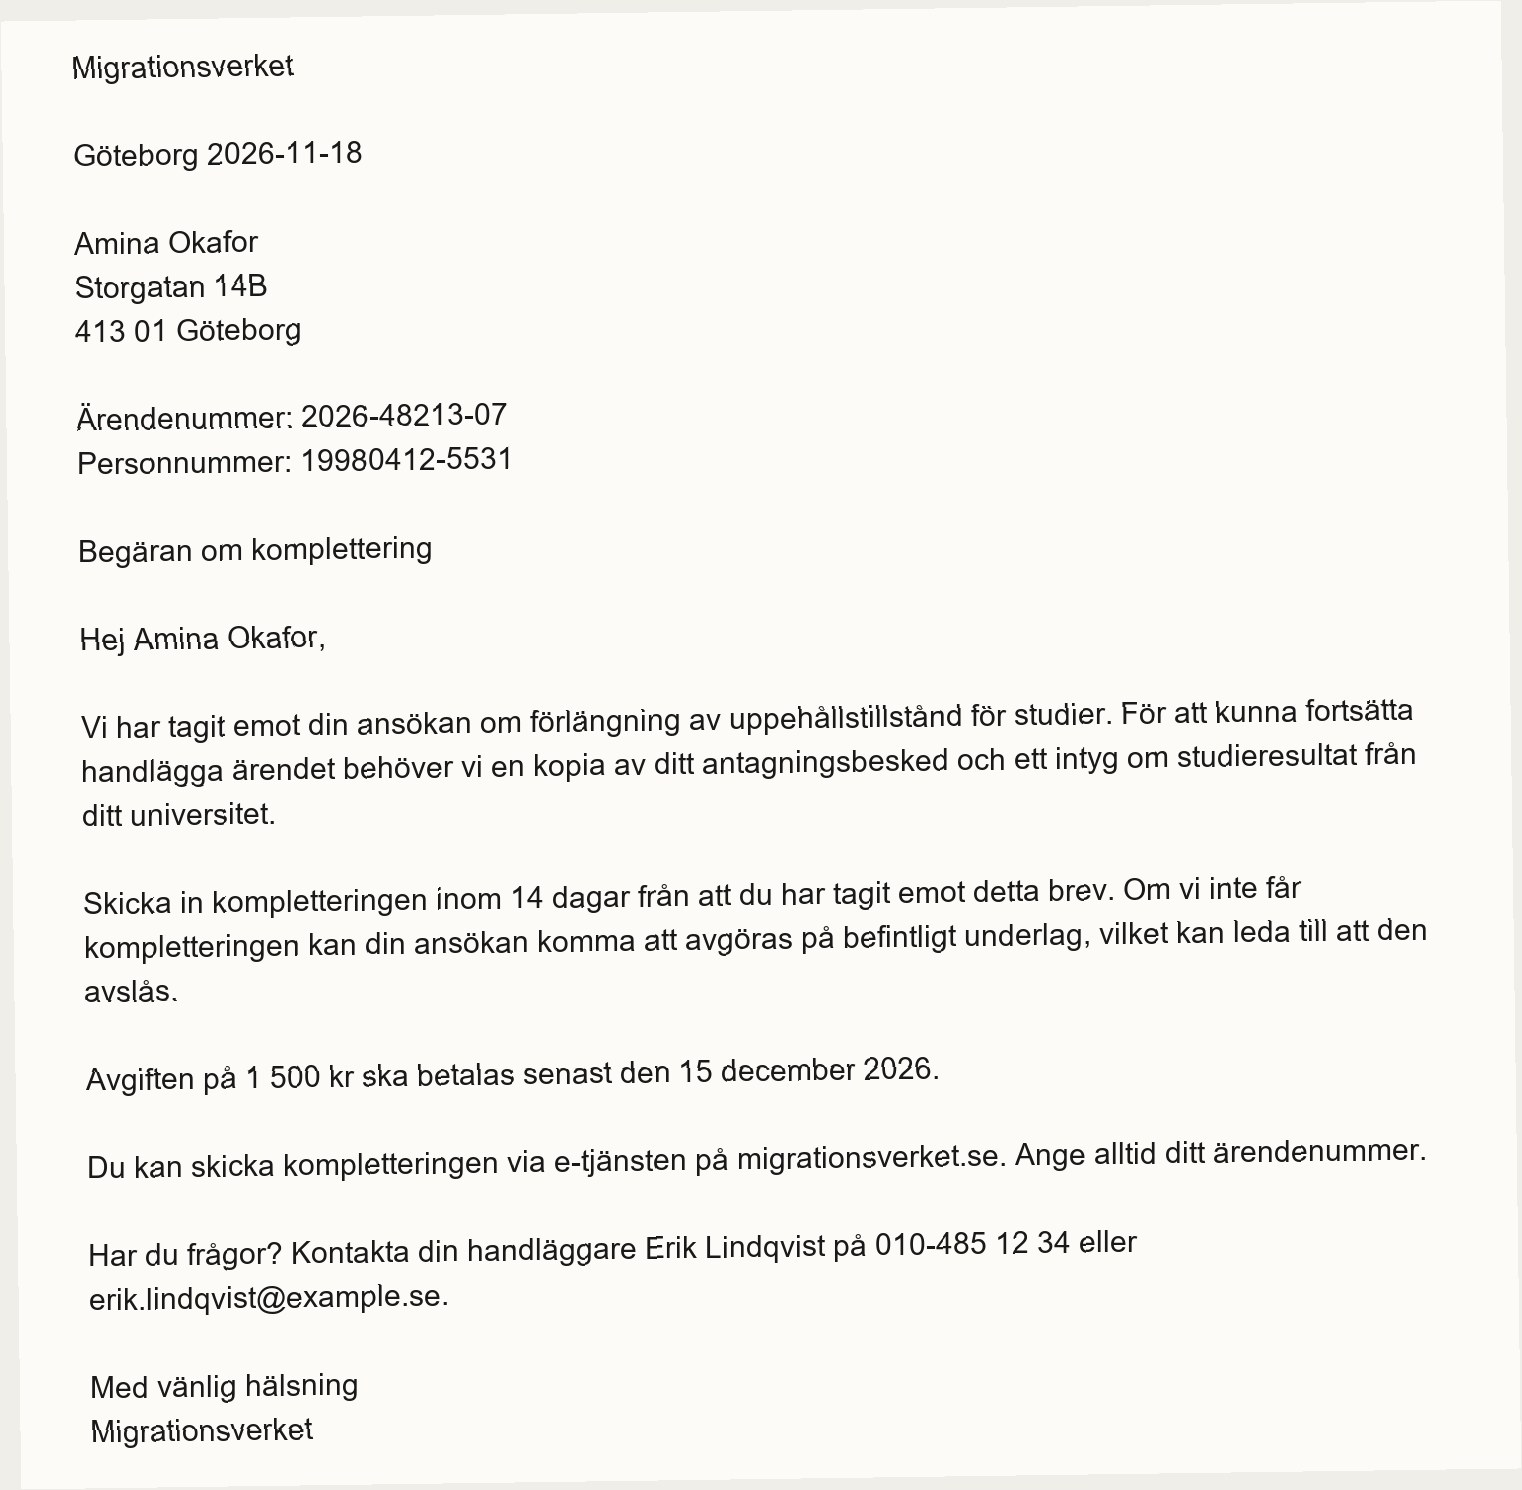 Migrationsverket
Göteborg 2026-11-18
Amina Okafor
Storgatan 14B
413 01 Göteborg
Ärendenummer: 2026-48213-07
Personnummer: 19980412-5531
Begäran om komplettering
Hej Amina Okafor,
Vi har tagit emot din ansökan om förlängning av uppehållstillstånd för studier. För att kunna fortsätta
handlägga ärendet behöver vi en kopia av ditt antagningsbesked och ett intyg om studieresultat från
ditt universitet.
Skicka in kompletteringen inom 14 dagar från att du har tagit emot detta brev. Om vi inte får
kompletteringen kan din ansökan komma att avgöras på befintligt underlag, vilket kan leda till att den
avslås.
Avgiften på 1 500 kr ska betalas senast den 15 december 2026.
Du kan skicka kompletteringen via e-tjänsten på migrationsverket.se. Ange alltid ditt ärendenummer.
Har du frågor? Kontakta din handläggare Erik Lindqvist på 010-485 12 34 eller
erik.lindqvist@example.se.
Med vänlig hälsning
Migrationsverket